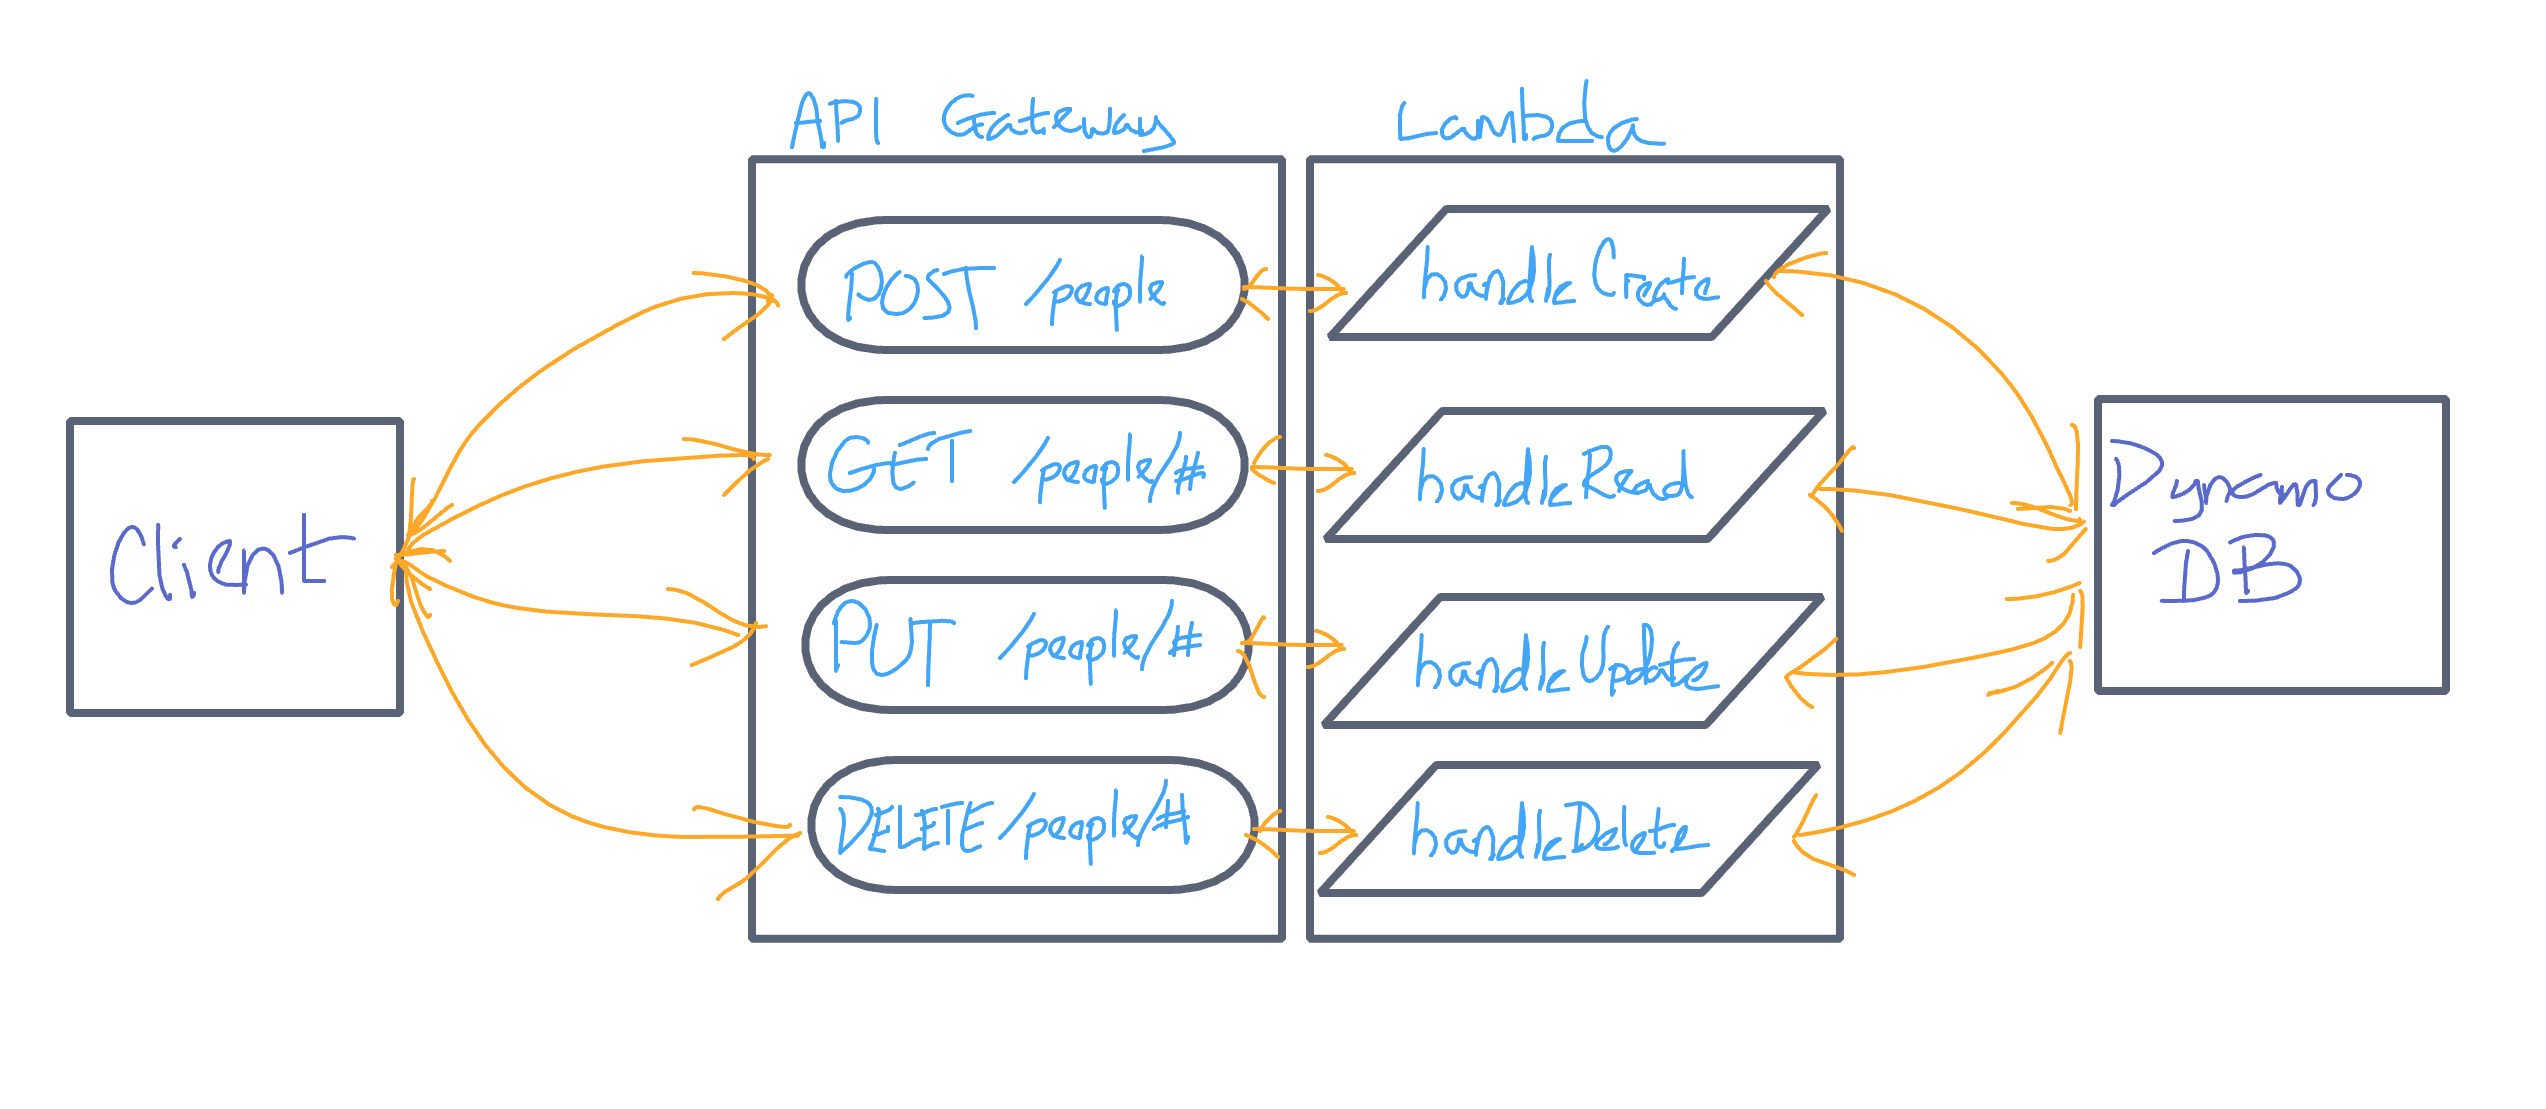 API Gateway
Lambda
Client
POST /people
GET /people/#
PUT /people/#
DELETE /people/#
handleCreate
handleRead
handleUpdate
handleDelete
Dynamo
DB